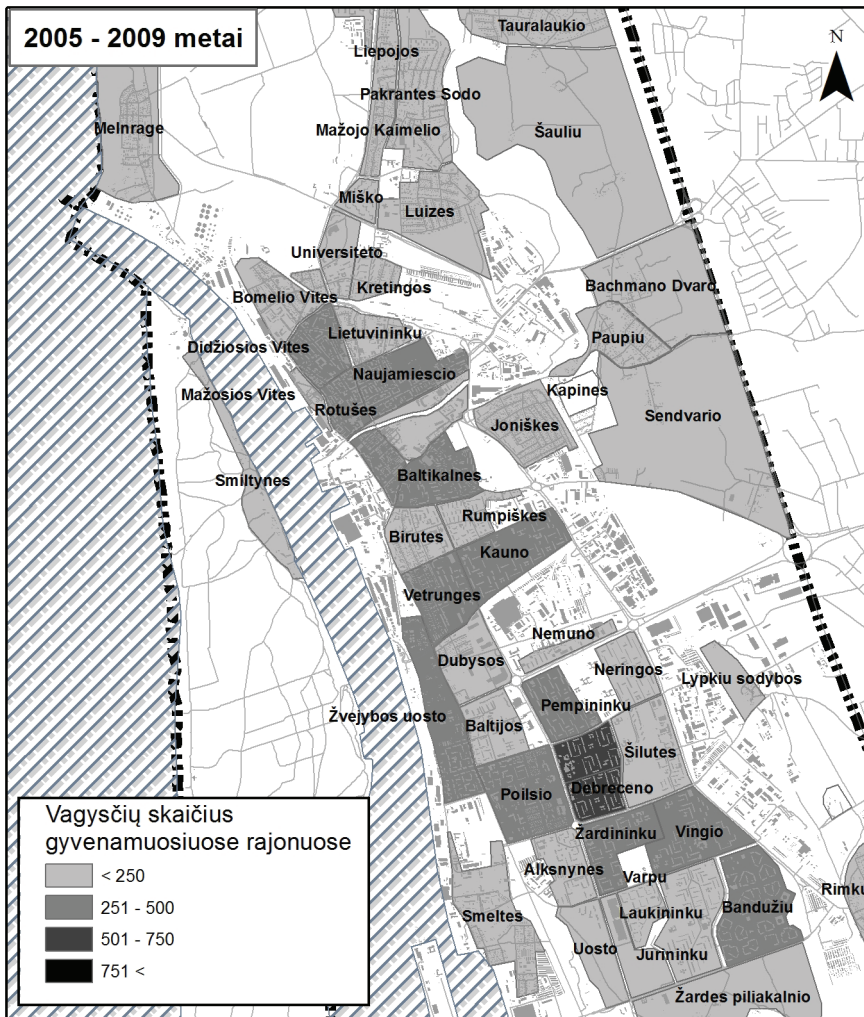 2005 - 2009 metai
Tauralaukio
N
Liepojos
Pakrantes Sodo
Melnrage
Mažojo Kaimelio
Šauliu
Miško
Luizes
Universiteto
Kretingos
Bachmano Dvaro
Bomelio Vites
Lietuvininku
Paupiu
Didžiosios Vites
Naujamiescio
Kapines
Mažosios Vites
Rotušes
Sendvario
Joniškes
Smiltynes
Baltikalnes
Rumpiškes
Birutes
Kauno
Vetrunges
Nemuno
Dubysos
Neringos
Lypkiu sodybos
Pempininku
Žvejybos uosto
Baltijos
Šilutes
Poilsio
Debreceno
Žardininku
Vingio
Alksnynes
Varpu
Rimku
Smeltes
Laukininku
Bandužiu
Uosto
Jurininku
Žardes piliakalnio
Vagysčių skaičius
gyvenamuosiuose rajonuose
< 250
251 - 500
501 - 750
751 <